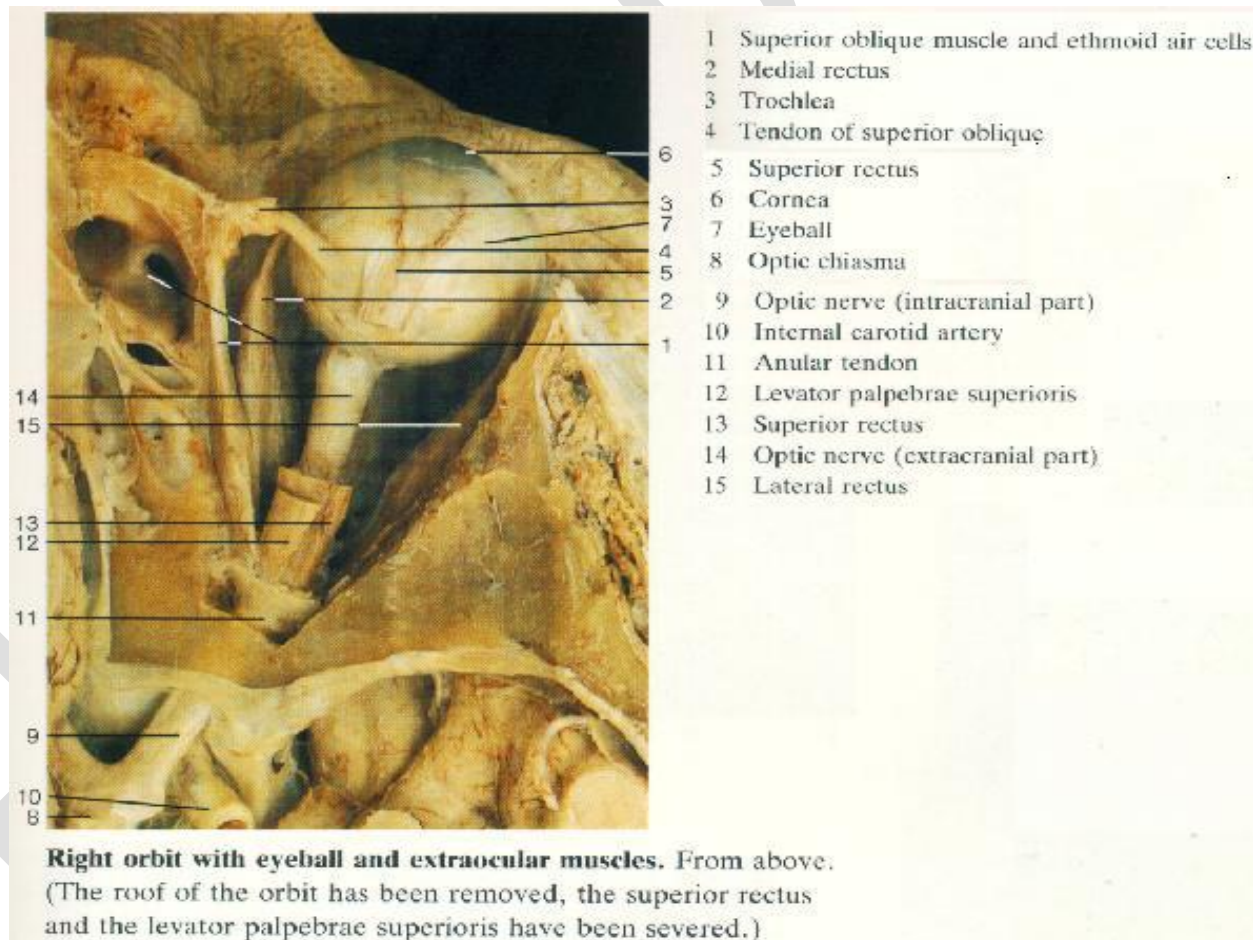 1 Superior oblique muscle and ethmoid air cells
2 Medial rectus
3 Trochlea
4 Tendon of superior oblique
5 Superior rectus
6 Cornea
7 Eyeball
8 Optic chiasma
9 Optic nerve (intracranial part)
10 Internal carotid artery
11 Anular tendon
12 Levator palpebrae superioris
13 Superior rectus
14 Optic nerve (extracranial part)
15 Lateral rectus
6
3
7
4
5
2
1
14
15
13
12
11
9
10
8
Right orbit with eyeball and extraocular muscles. From above.
(The roof of the orbit has been removed, the superior rectus
and the levator palpebrae superioris have been severed.)